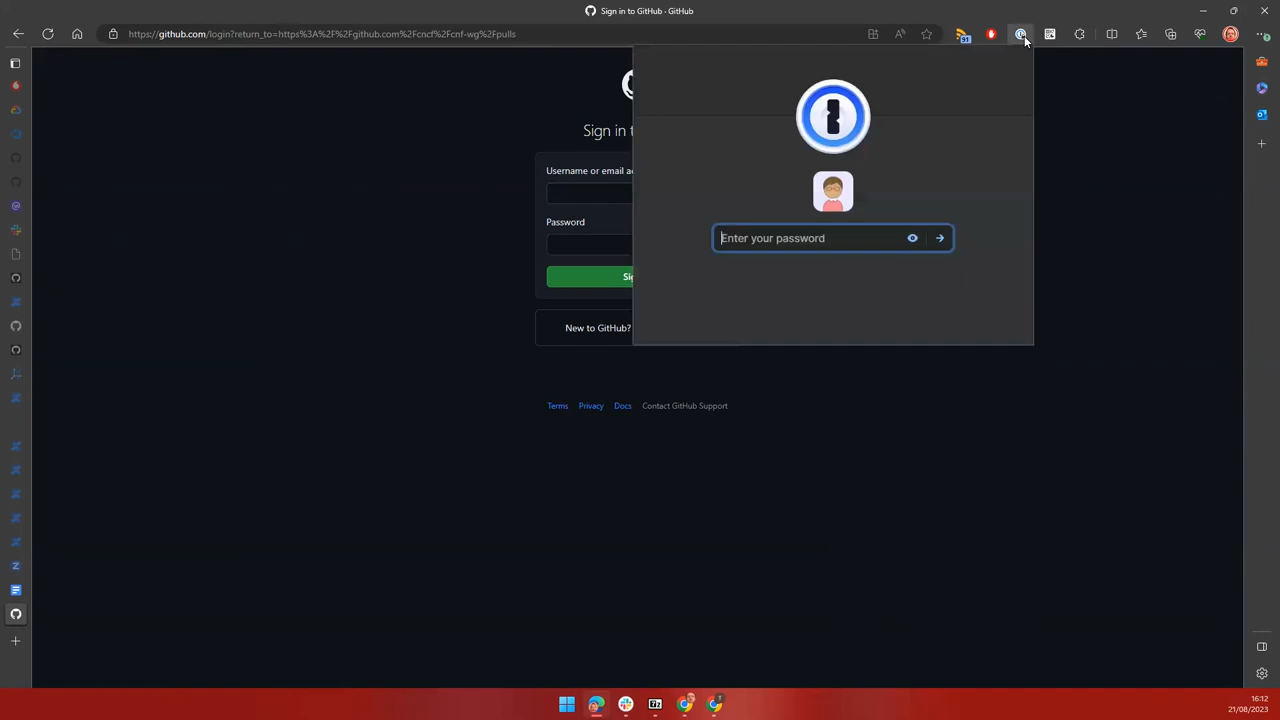 Sign in to GitHub · GitHub
https://github.com/login?return_to=https%3A%2F%2Fgithub.com%2Fcncf%2Fcnf-wg%2Fpulls
91
Sign in t
Username or email a
Password
Enter your password
Sig
New to GitHub?
Terms Privacy Docs Contact GitHub Support
16:12
21/08/2023